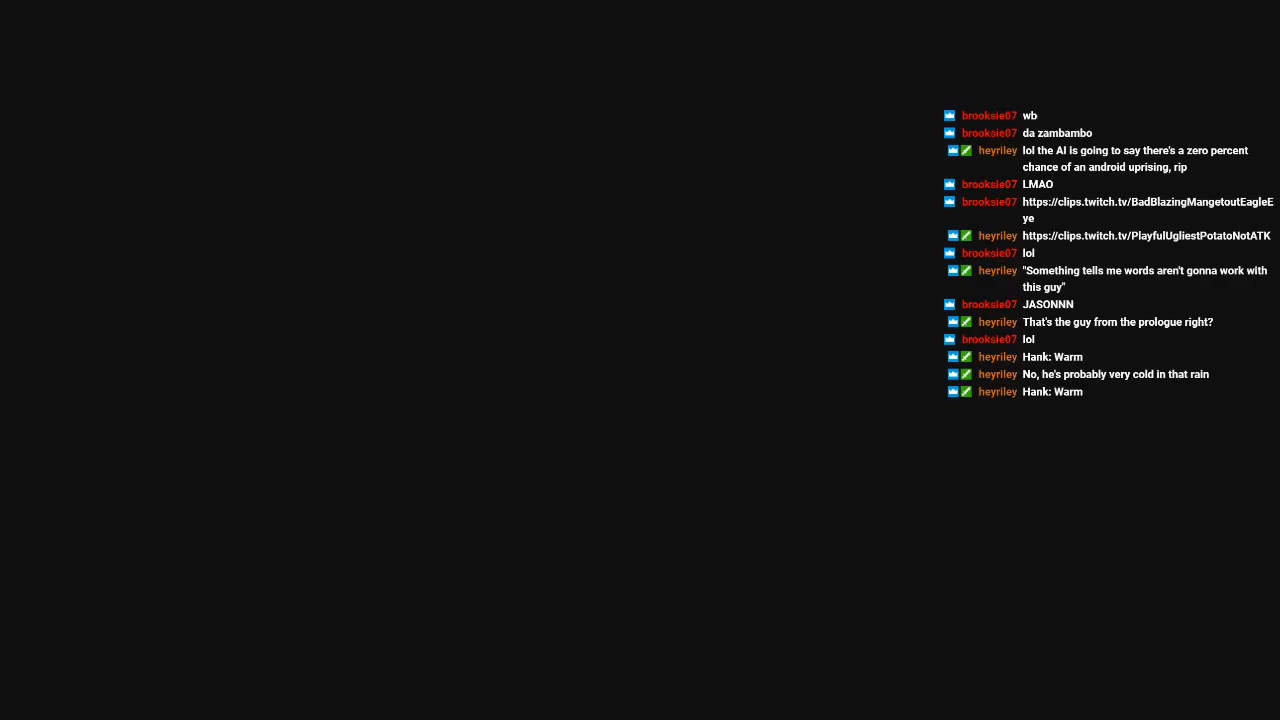 brooksie07 wb
brooksie07 da zambambo
heyriley lol the AI is going to say there's a zero percent
chance of an android uprising, rip
brooksie07 LMAO
brooksie07 https://clips.twitch.tv/BadBlazingMangetoutEagleE
ye
heyriley https://clips.twitch.tv/PlayfulUgliestPotatoNotATK
brooksie07 lol
heyriley "Something tells me words aren't gonna work with
this guy"
brooksie07 JASONNN
heyriley That's the guy from the prologue right?
brooksie07 lol
heyriley Hank: Warm
heyriley No, he's probably very cold in that rain
heyriley Hank: Warm